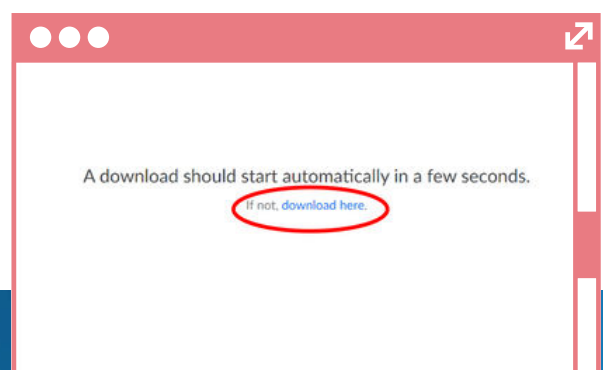 A download should start automatically in a few seconds.
If not, download here.